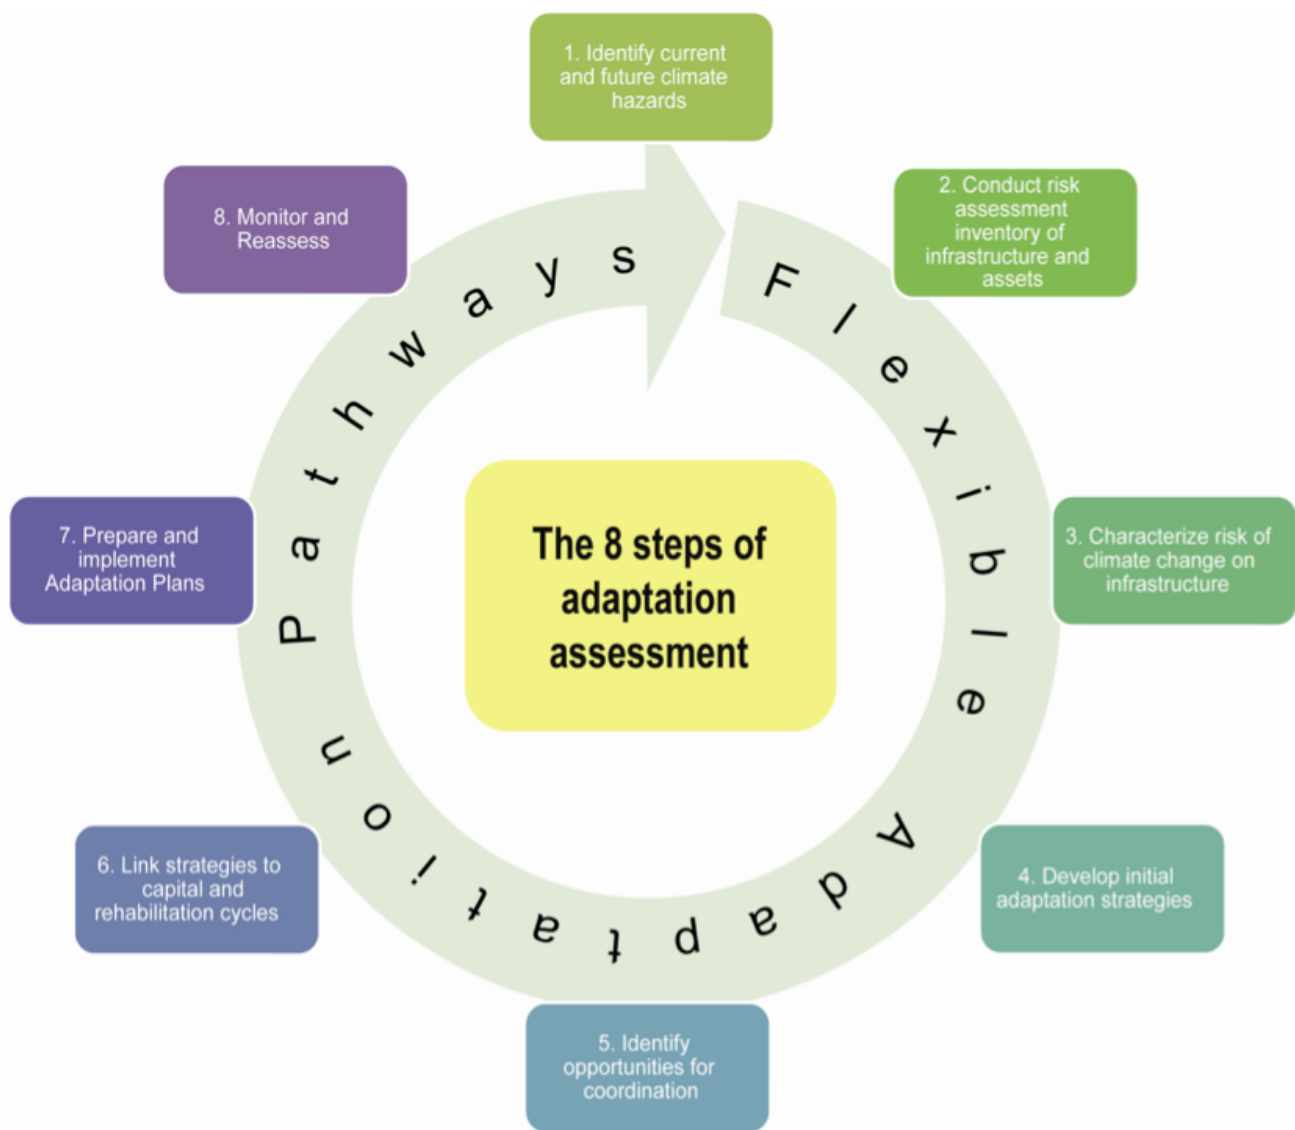 1. Identify current
and future climate
hazards
2. Conduct risk
assessment
inventory of
infrastructure and
assets
3. Characterize risk of
climate change on
infrastructure
4. Develop initial
adaptation strategies
5. Identify
opportunities for
coordination
6. Link strategies to
capital and
rehabilitation cycles
7. Prepare and
implement
Adaptation Plans
8. Monitor and
Reassess
Flexible Adaptation Pathways
The 8 steps of
adaptation
assessment